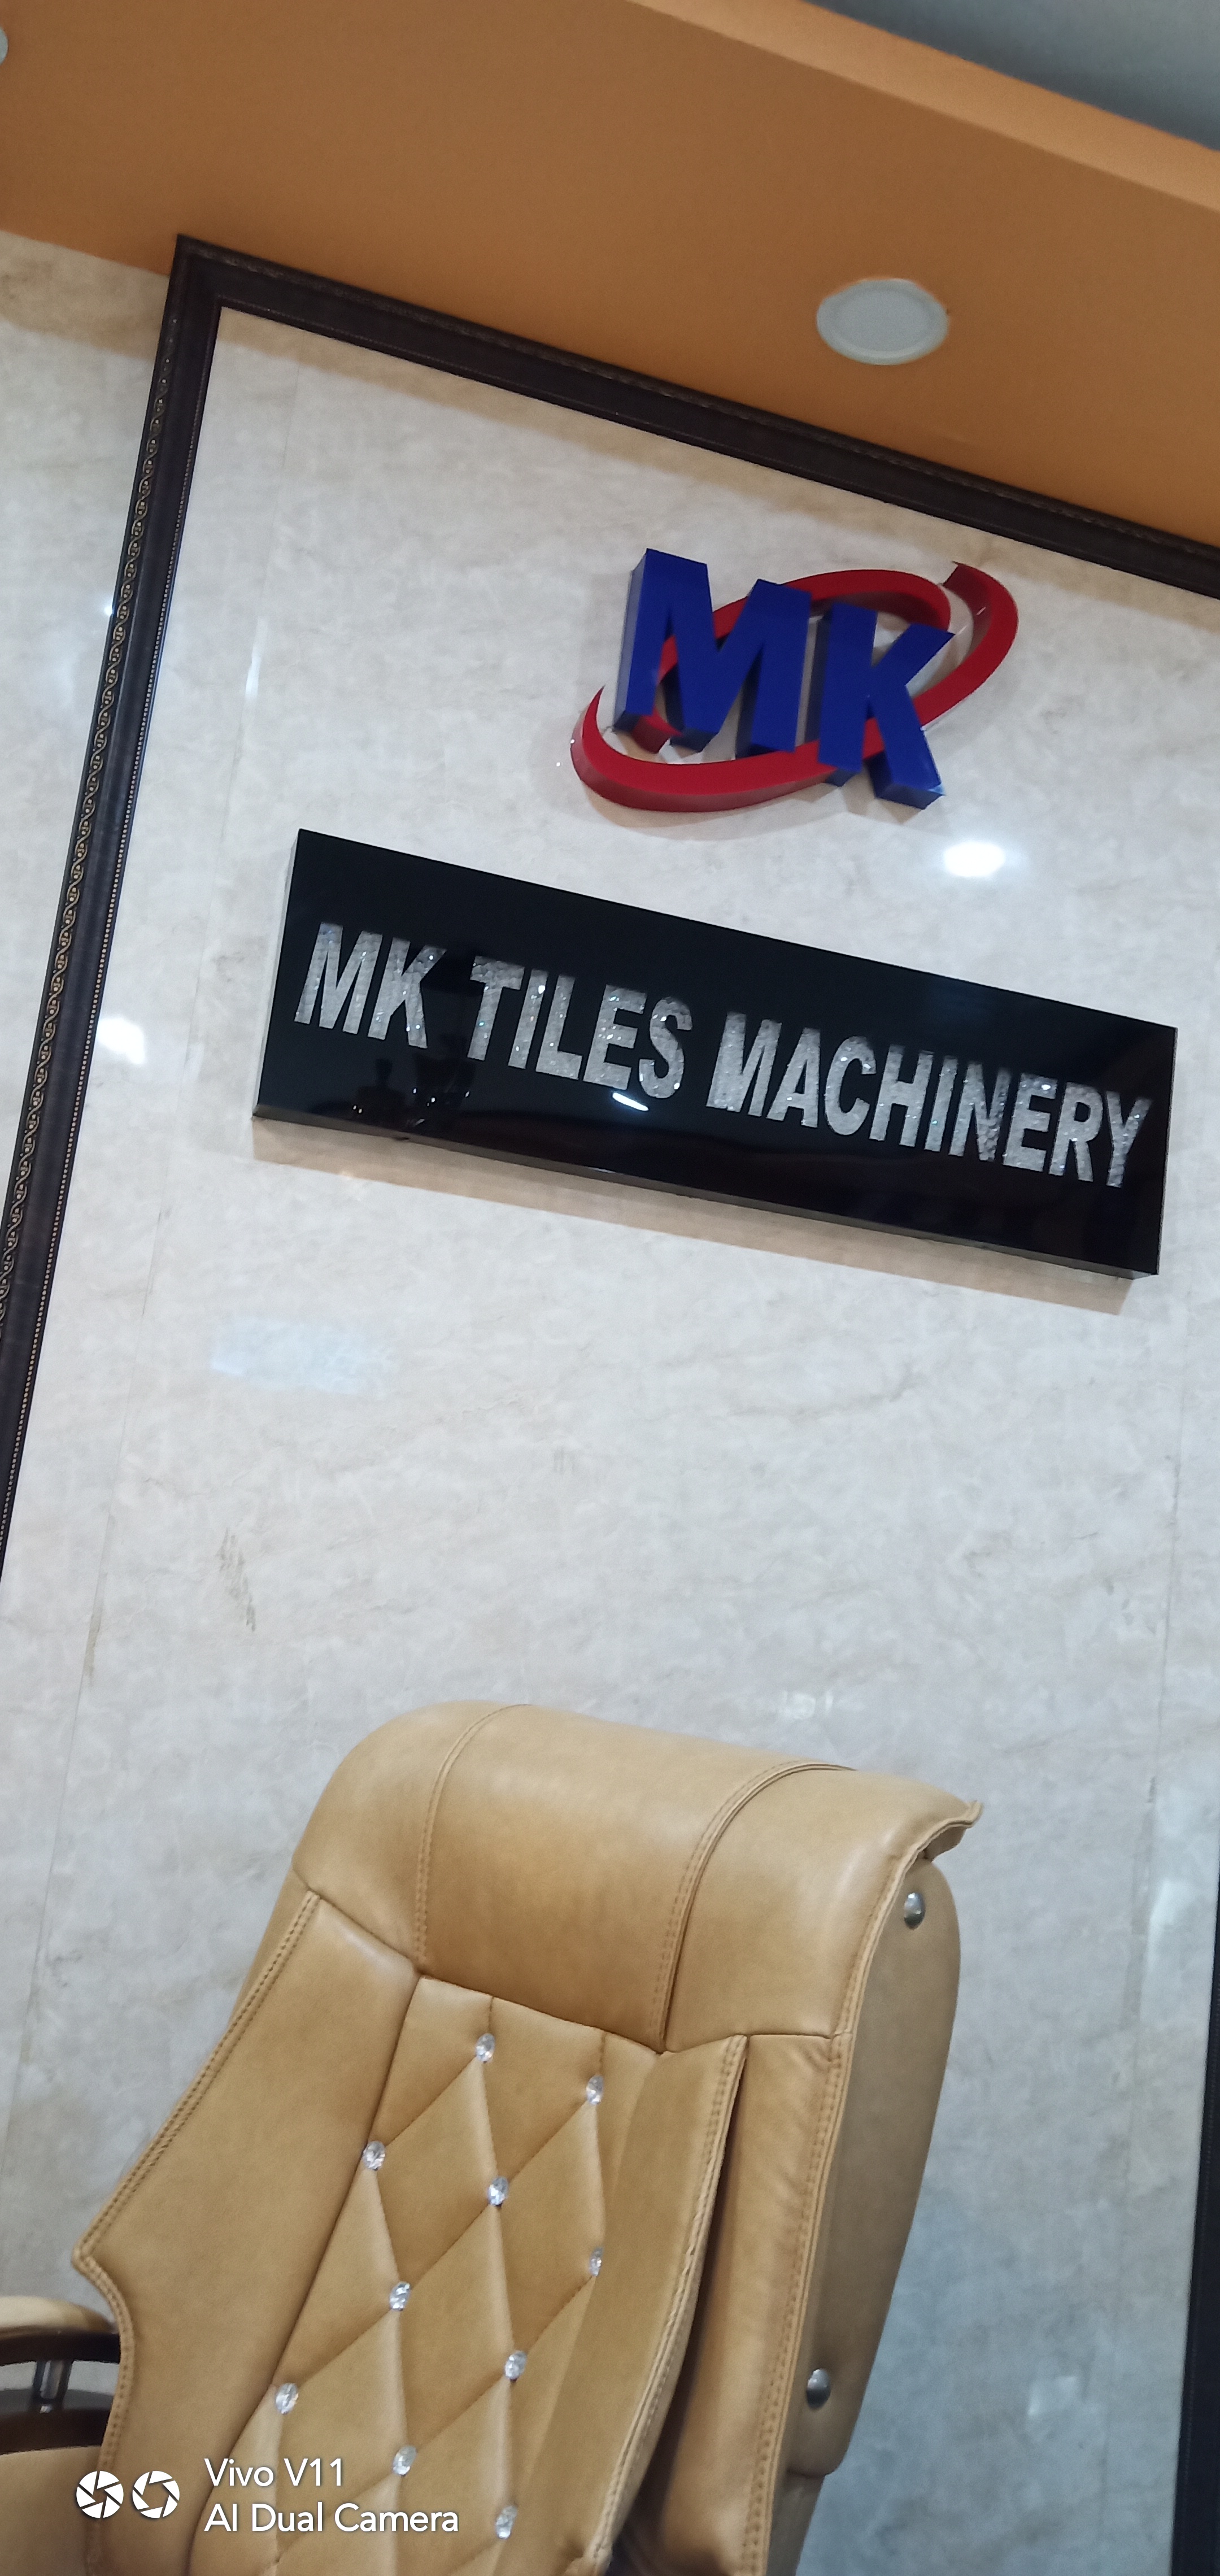 MK
MK TILES MACHINERY
Vivo V11
AI Dual Camera